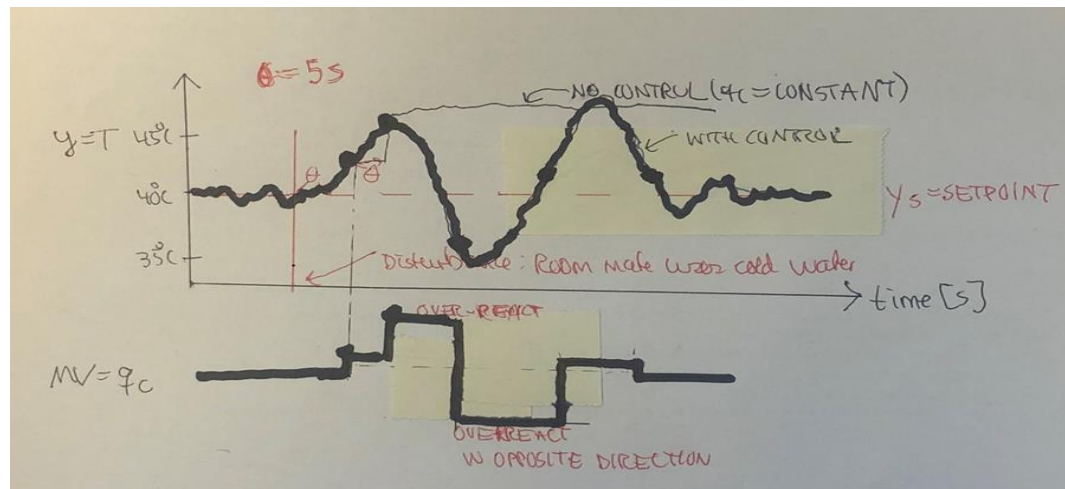 θ = 5s
NO CONTROL (qc = CONSTANT)
y=T
45°C
WITH CONTROL
θ
θ
40°C
ys = SETPOINT
35°C
Disturbance: ROOM MATE uses cold water
time [s]
OVER-REACT
MV = qc
OVERREACT
IN OPPOSITE DIRECTION